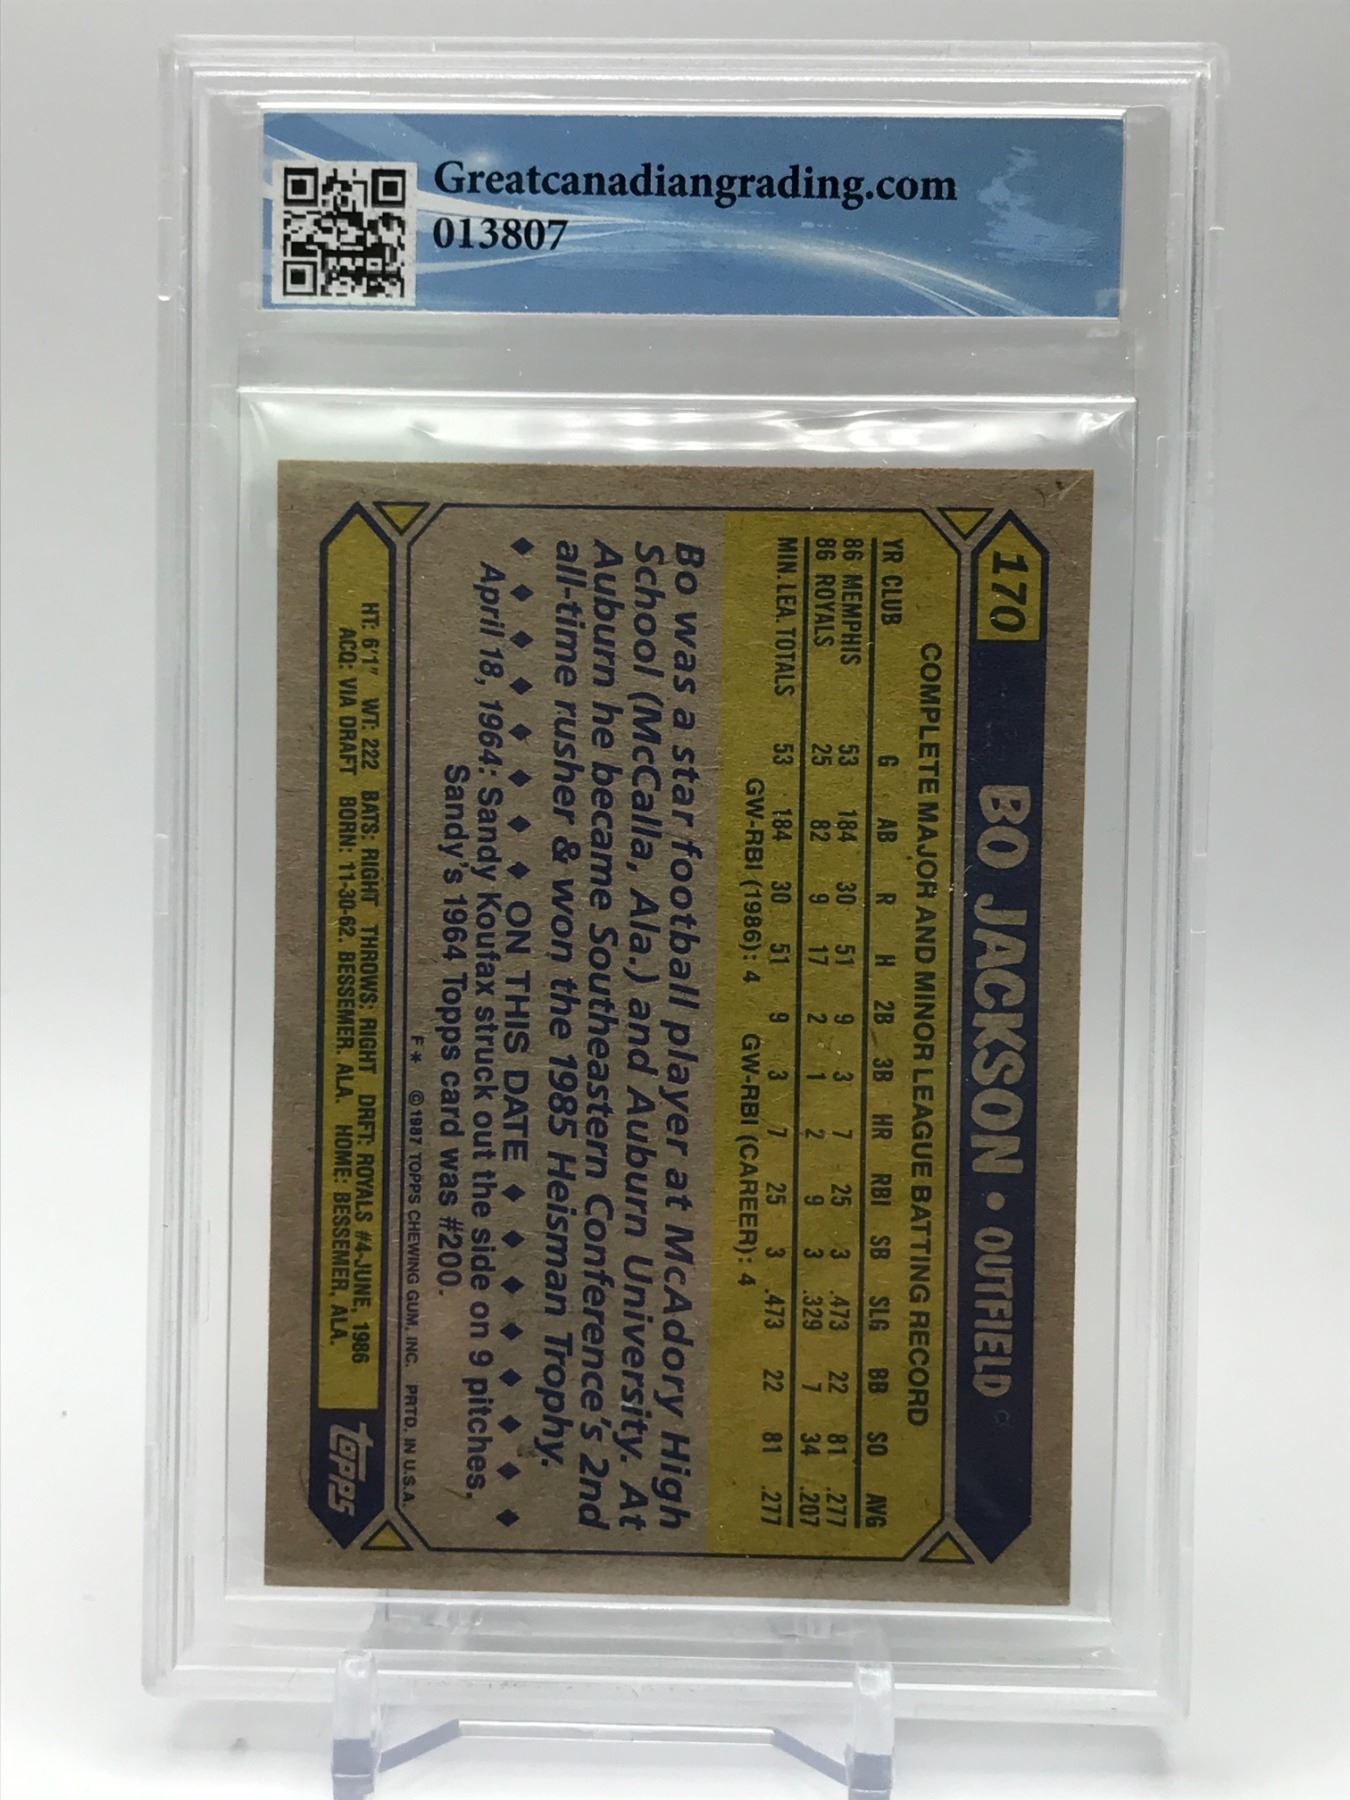 Greatcanadiangrading.com
013807
170 BO JACKSON • OUTFIELD
COMPLETE MAJOR AND MINOR LEAGUE BATTING RECORD
YR CLUB G AB R H 2B 3B HR RBI SB SLG BB SO AVG
86 MEMPHIS 53 184 30 51 9 3 7 25 3 .473 22 81 .277
86 ROYALS 25 82 9 17 2 1 2 9 3 .329 7 34 .207
MIN. LEA. TOTALS 53 184 30 51 9 3 7 25 3 .473 22 81 .277
GW-RBI (1986): 4 GW-RBI (CAREER): 4
Bo was a star football player at McAdory High
School (McCalla, Ala.) and Auburn University. At
Auburn he became Southeastern Conference's 2nd
all-time rusher & won the 1985 Heisman Trophy.
♦ ♦ ♦ ♦ ♦ ♦ ♦ ♦ ON THIS DATE ♦ ♦ ♦ ♦ ♦ ♦ ♦ ♦
April 18, 1964: Sandy Koufax struck out the side on 9 pitches.
Sandy's 1964 Topps card was #200.
F* © 1987 TOPPS CHEWING GUM, INC. PRTD. IN U.S.A.
HT: 6'1" WT: 222 BATS: RIGHT THROWS: RIGHT DRFT: ROYALS #4-JUNE, 1986
ACQ: VIA DRAFT BORN: 11-30-62, BESSEMER, ALA. HOME: BESSEMER, ALA.
topps